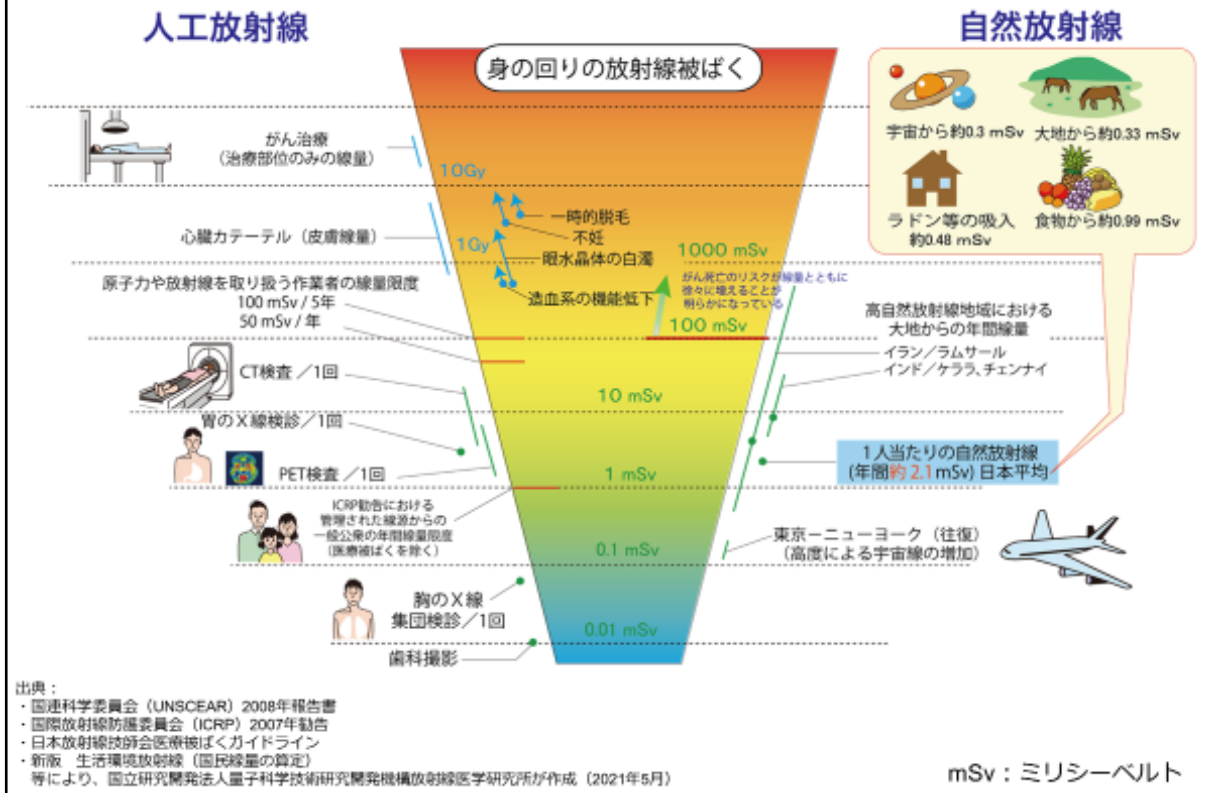 人工放射線
自然放射線
身の回りの放射線被ばく
宇宙から約0.3 mSv
大地から約0.33 mSv
ラドン等の吸入
約0.48 mSv
食物から約0.99 mSv
がん治療
（治療部位のみの線量）
10Gy
心臓カテーテル（皮膚線量）
1Gy
一時的脱毛
不妊
眼水晶体の白濁
造血系の機能低下
1000 mSv
がん死亡のリスクが線量とともに
徐々に増えることが
明らかになっている
100 mSv
原子力や放射線を取り扱う作業者の線量限度
100 mSv / 5年
50 mSv / 年
高自然放射線地域における
大地からの年間線量
イラン／ラムサール
インド／ケララ、チェンナイ
CT検査 ／1回
10 mSv
胃のＸ線検診／1回
PET検査 ／1回
1 mSv
1人当たりの自然放射線
(年間約 2.1 mSv) 日本平均
ICRP勧告における
管理された線源からの
一般公衆の年間線量限度
（医療被ばくを除く）
0.1 mSv
東京ーニューヨーク（往復）
（高度による宇宙線の増加）
胸のＸ線
集団検診／1回
0.01 mSv
歯科撮影
出典：
・国連科学委員会（UNSCEAR）2008年報告書
・国際放射線防護委員会（ICRP）2007年勧告
・日本放射線技師会医療被ばくガイドライン
・新版　生活環境放射線（国民線量の算定）
等により、国立研究開発法人量子科学技術研究開発機構放射線医学研究所が作成（2021年5月）
mSv：ミリシーベルト